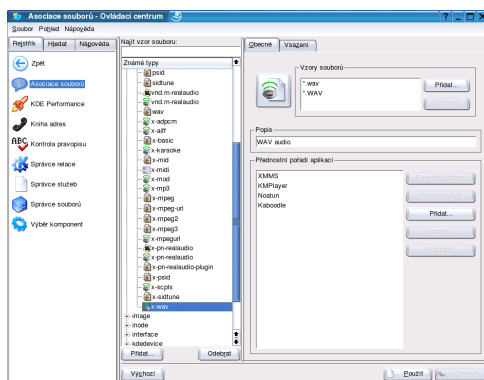 Asociace souborů - Ovládací centrum
Soubor Pohled Nápověda
Rejstřík Hledat Nápověda
Zpět
Asociace souborů
KDE Performance
Kniha adres
Kontrola pravopisu
Správce relace
Správce služeb
Správce souborů
Výběr komponent
Najít vzor souboru:
Známé typy
psid
sidtune
vnd.rn-realaudio
vnd.rn-realaudio
wav
x-adpcm
x-aiff
x-basic
x-karaoke
x-mid
x-midi
x-mod
x-mp3
x-mpeg
x-mpeg-url
x-mpeg2
x-mpeg3
x-mpegurl
x-pn-realaudio
x-pn-realaudio
x-pn-realaudio-plugin
x-psid
x-scpls
x-sidtune
x-wav
image
inode
interface
kdedevice
Přidat... Odebrat
Obecné Vsazení
Vzory souborů
*.wav
*.WAV
Přidat...
Popis
WAV audio
Přednostní pořadí aplikací
XMMS
KMPlayer
Noatun
Kaboodle
Přidat...
Výchozí Použít